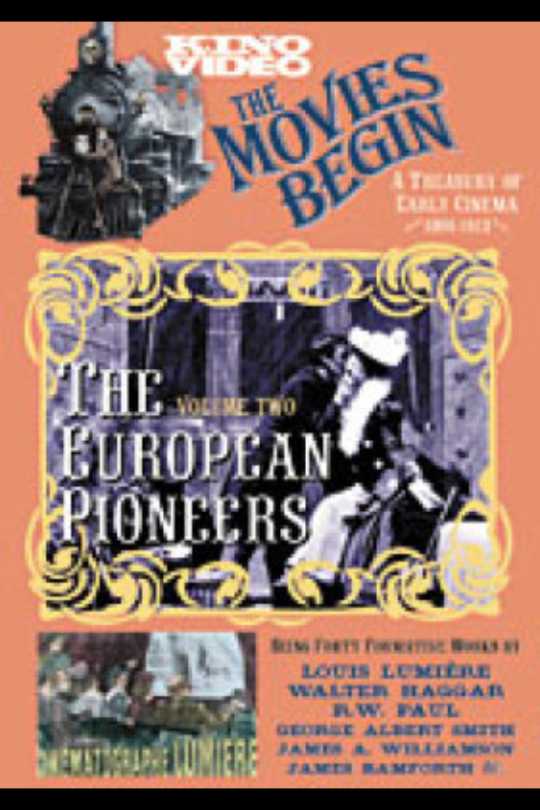 KINO
VIDEO
THE
MOVIES
BEGIN
A TREASURY OF
EARLY CINEMA
THE
VOLUME TWO
EUROPEAN
PIONEERS
BEING FORTY FORMATIVE WORKS BY
LOUIS LUMIÈRE
WALTER HAGGAR
R.W. PAUL
GEORGE ALBERT SMITH
JAMES A. WILLIAMSON
JAMES BAMFORTH &c.
CINEMATOGRAPHE LUMIERE